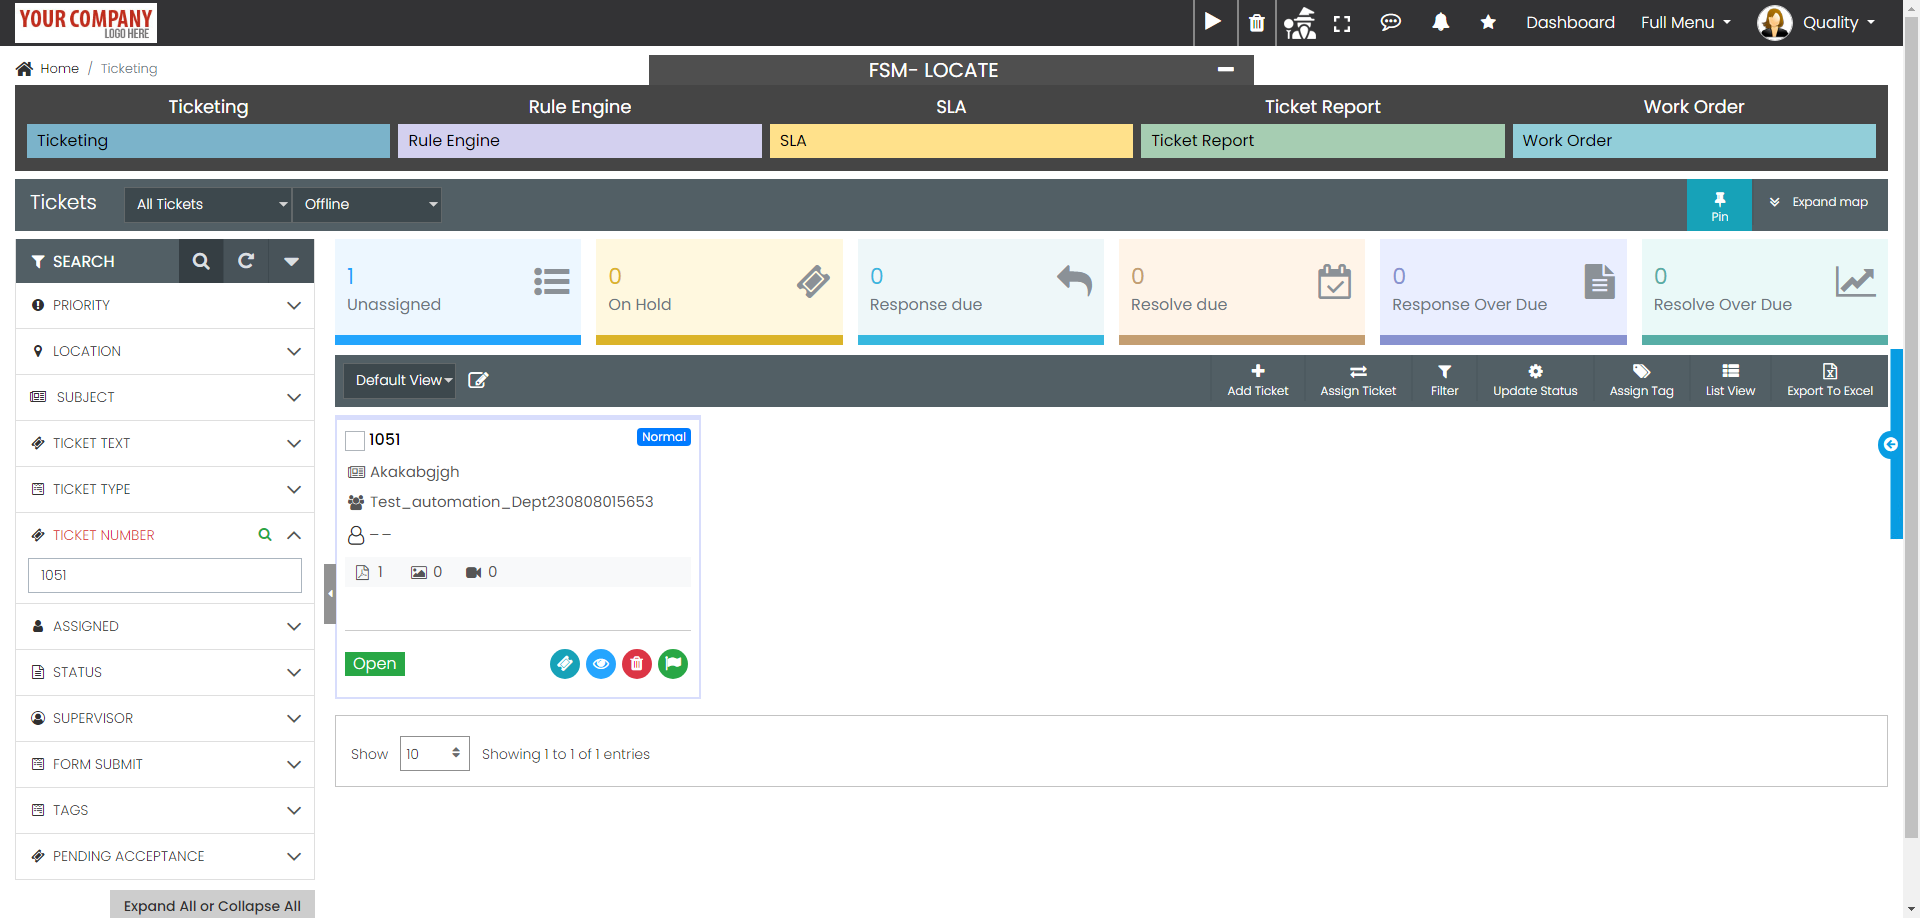 YOUR COMPANY
LOGO HERE
Dashboard
Full Menu
Quality
Home / Ticketing
FSM- LOCATE
Ticketing
Rule Engine
SLA
Ticket Report
Work Order
Ticketing
Rule Engine
SLA
Ticket Report
Work Order
Tickets
All Tickets
Offline
Pin
Expand map
SEARCH
PRIORITY
LOCATION
SUBJECT
TICKET TEXT
TICKET TYPE
TICKET NUMBER
1051
ASSIGNED
STATUS
SUPERVISOR
FORM SUBMIT
TAGS
PENDING ACCEPTANCE
Expand All or Collapse All
1
Unassigned
0
On Hold
0
Response due
0
Resolve due
0
Response Over Due
0
Resolve Over Due
Default View
Add Ticket
Assign Ticket
Filter
Update Status
Assign Tag
List View
Export To Excel
1051
Normal
Akakabgjgh
Test_automation_Dept230808015653
--
1
0
0
Open
Show
10
Showing 1 to 1 of 1 entries